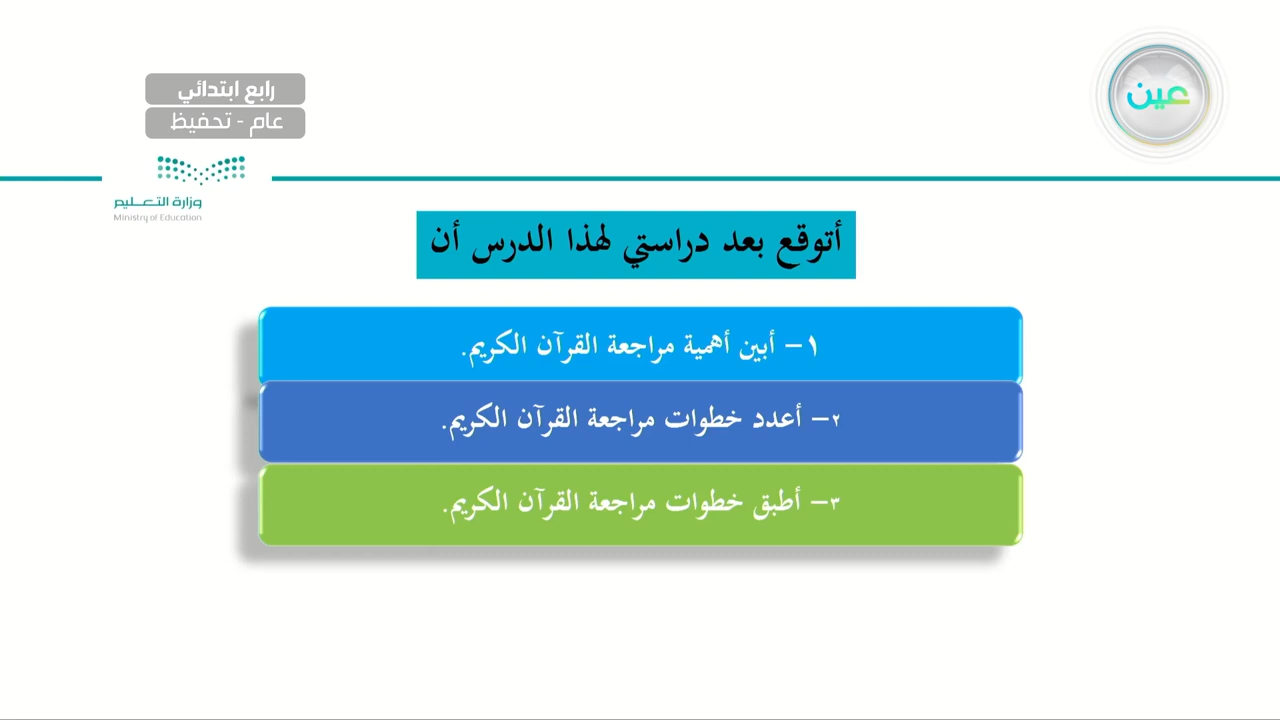 عين
رابع ابتدائي
عام - تحفيظ
وزارة التعليم
Ministry of Education
أتوقع بعد دراستي لهذا الدرس أن
١- أبين أهمية مراجعة القرآن الكريم.
٢- أعدد خطوات مراجعة القرآن الكريم.
٣- أطبق خطوات مراجعة القرآن الكريم.